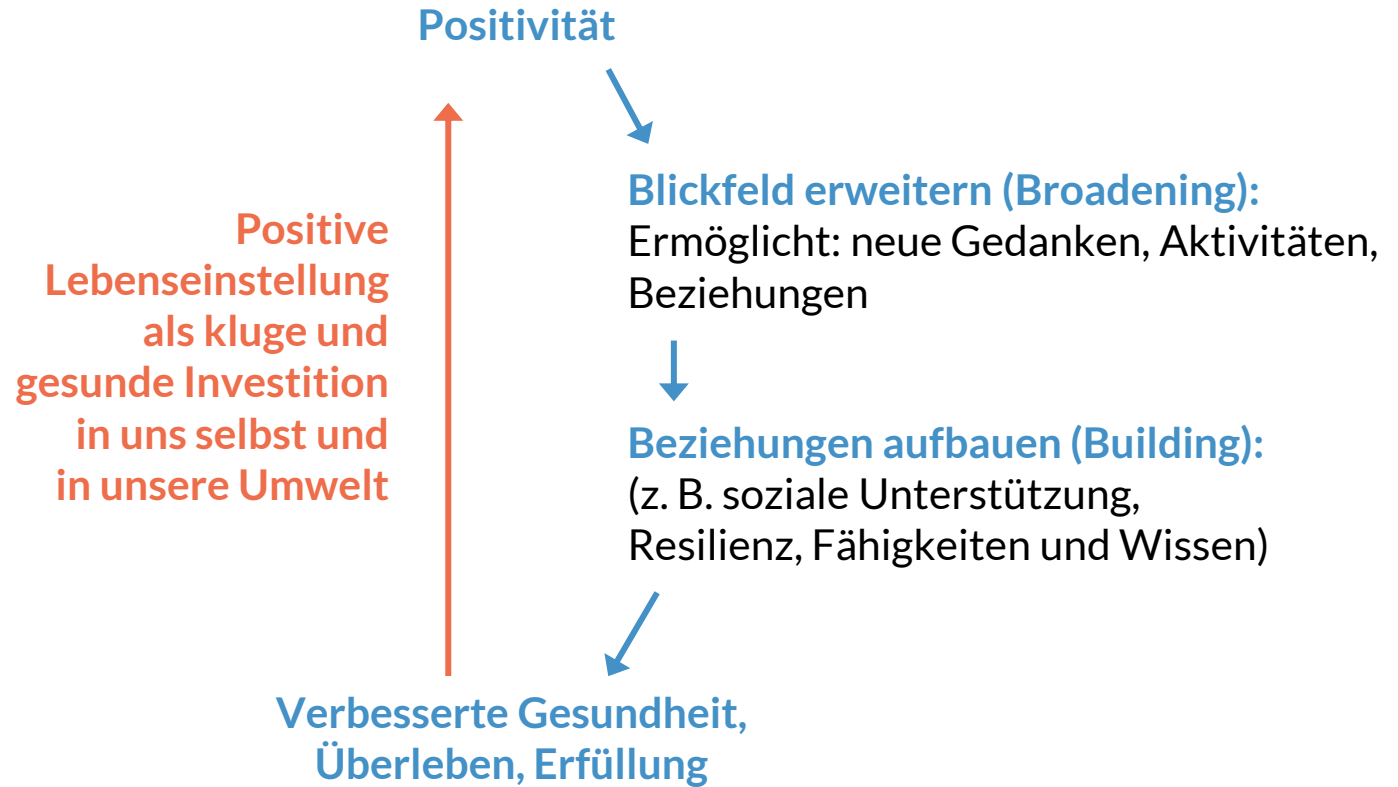 Positivität
Blickfeld erweitern (Broadening):
Ermöglicht: neue Gedanken, Aktivitäten,
Beziehungen
Beziehungen aufbauen (Building):
(z. B. soziale Unterstützung,
Resilienz, Fähigkeiten und Wissen)
Verbesserte Gesundheit,
Überleben, Erfüllung
Positive
Lebenseinstellung
als kluge und
gesunde Investition
in uns selbst und
in unsere Umwelt